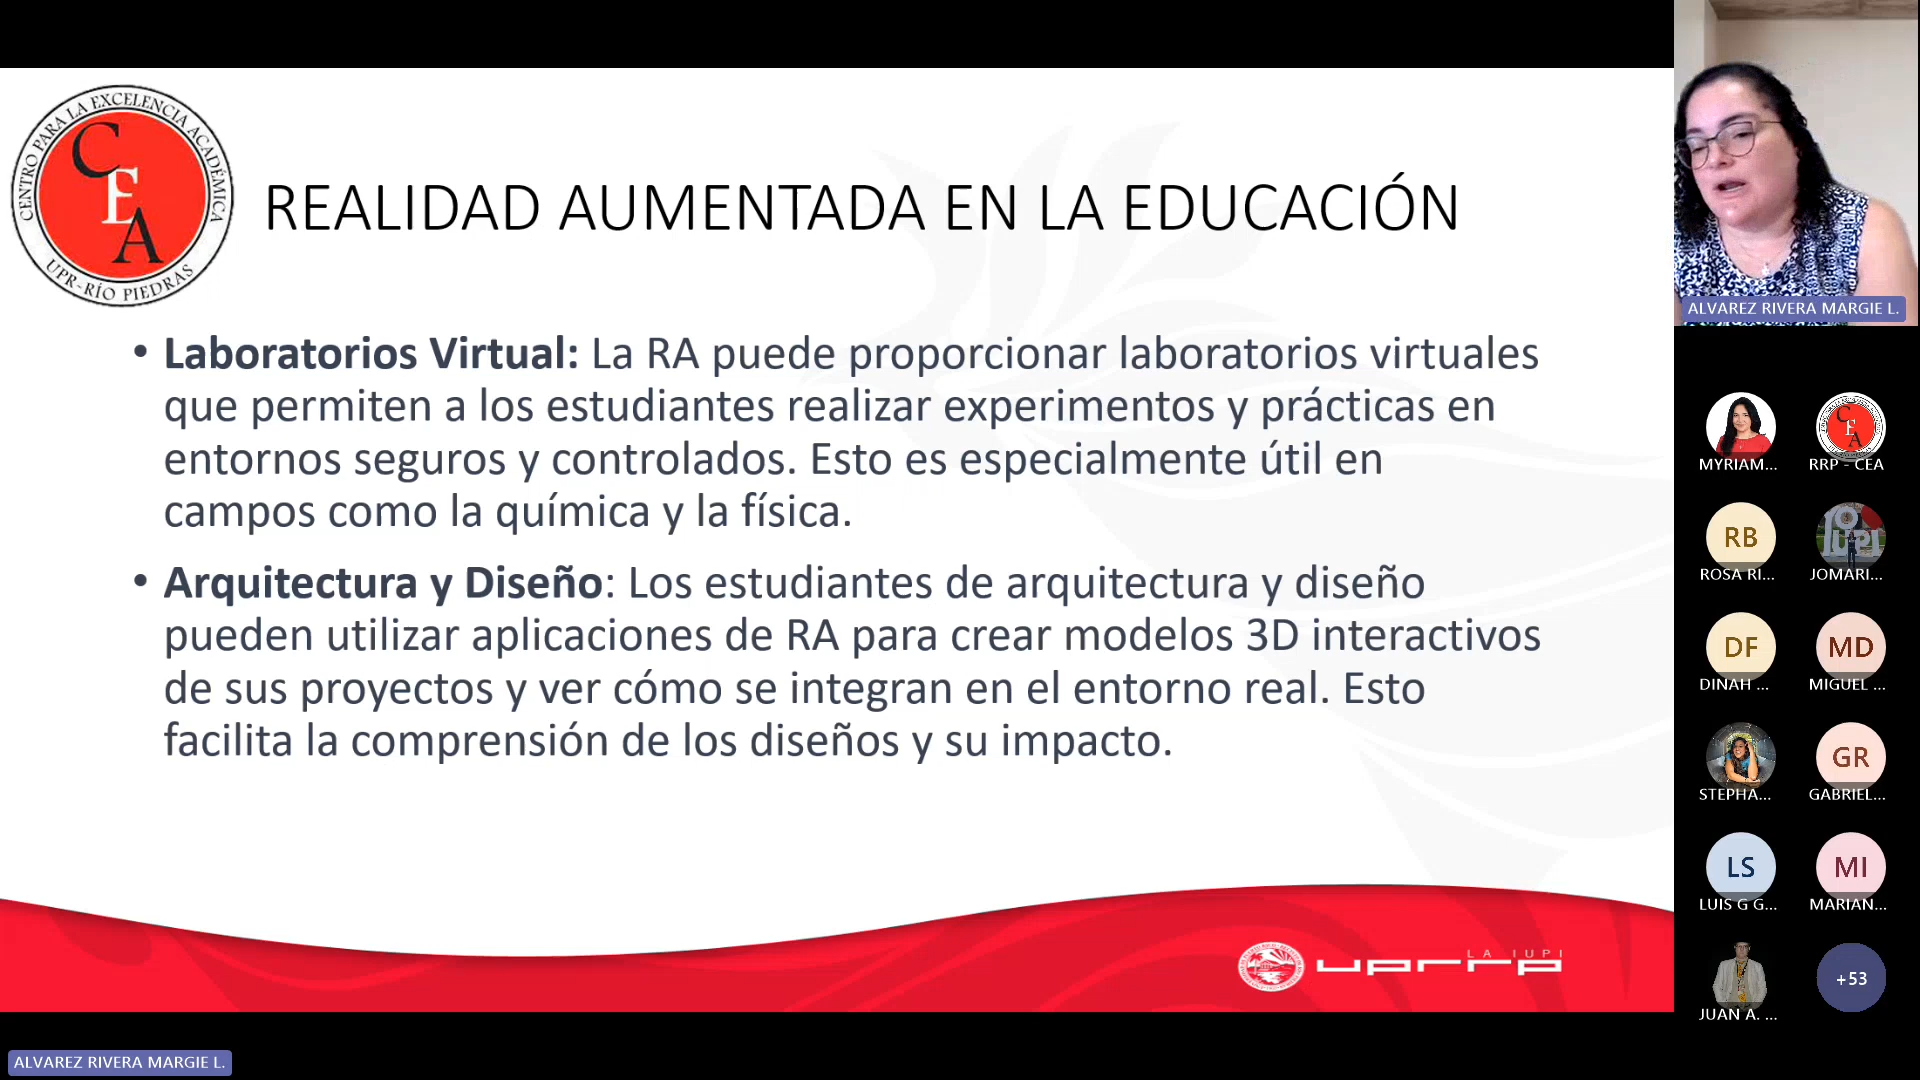 CENTRO PARA LA EXCELENCIA ACADÉMICA
CEA
UPR-RÍO PIEDRAS
REALIDAD AUMENTADA EN LA EDUCACIÓN
• Laboratorios Virtual: La RA puede proporcionar laboratorios virtuales
que permiten a los estudiantes realizar experimentos y prácticas en
entornos seguros y controlados. Esto es especialmente útil en
campos como la química y la física.
• Arquitectura y Diseño: Los estudiantes de arquitectura y diseño
pueden utilizar aplicaciones de RA para crear modelos 3D interactivos
de sus proyectos y ver cómo se integran en el entorno real. Esto
facilita la comprensión de los diseños y su impacto.
LA IUPI
uprrp
ALVAREZ RIVERA MARGIE L.
ALVAREZ RIVERA MARGIE L.
MYRIAM...
CEA
RRP - CEA
RB
ROSA RI...
IUPI
JOMARI...
DF
DINAH ...
MD
MIGUEL ...
STEPHA...
GR
GABRIEL...
LS
LUIS G G...
MI
MARIAN...
JUAN A. ...
+53